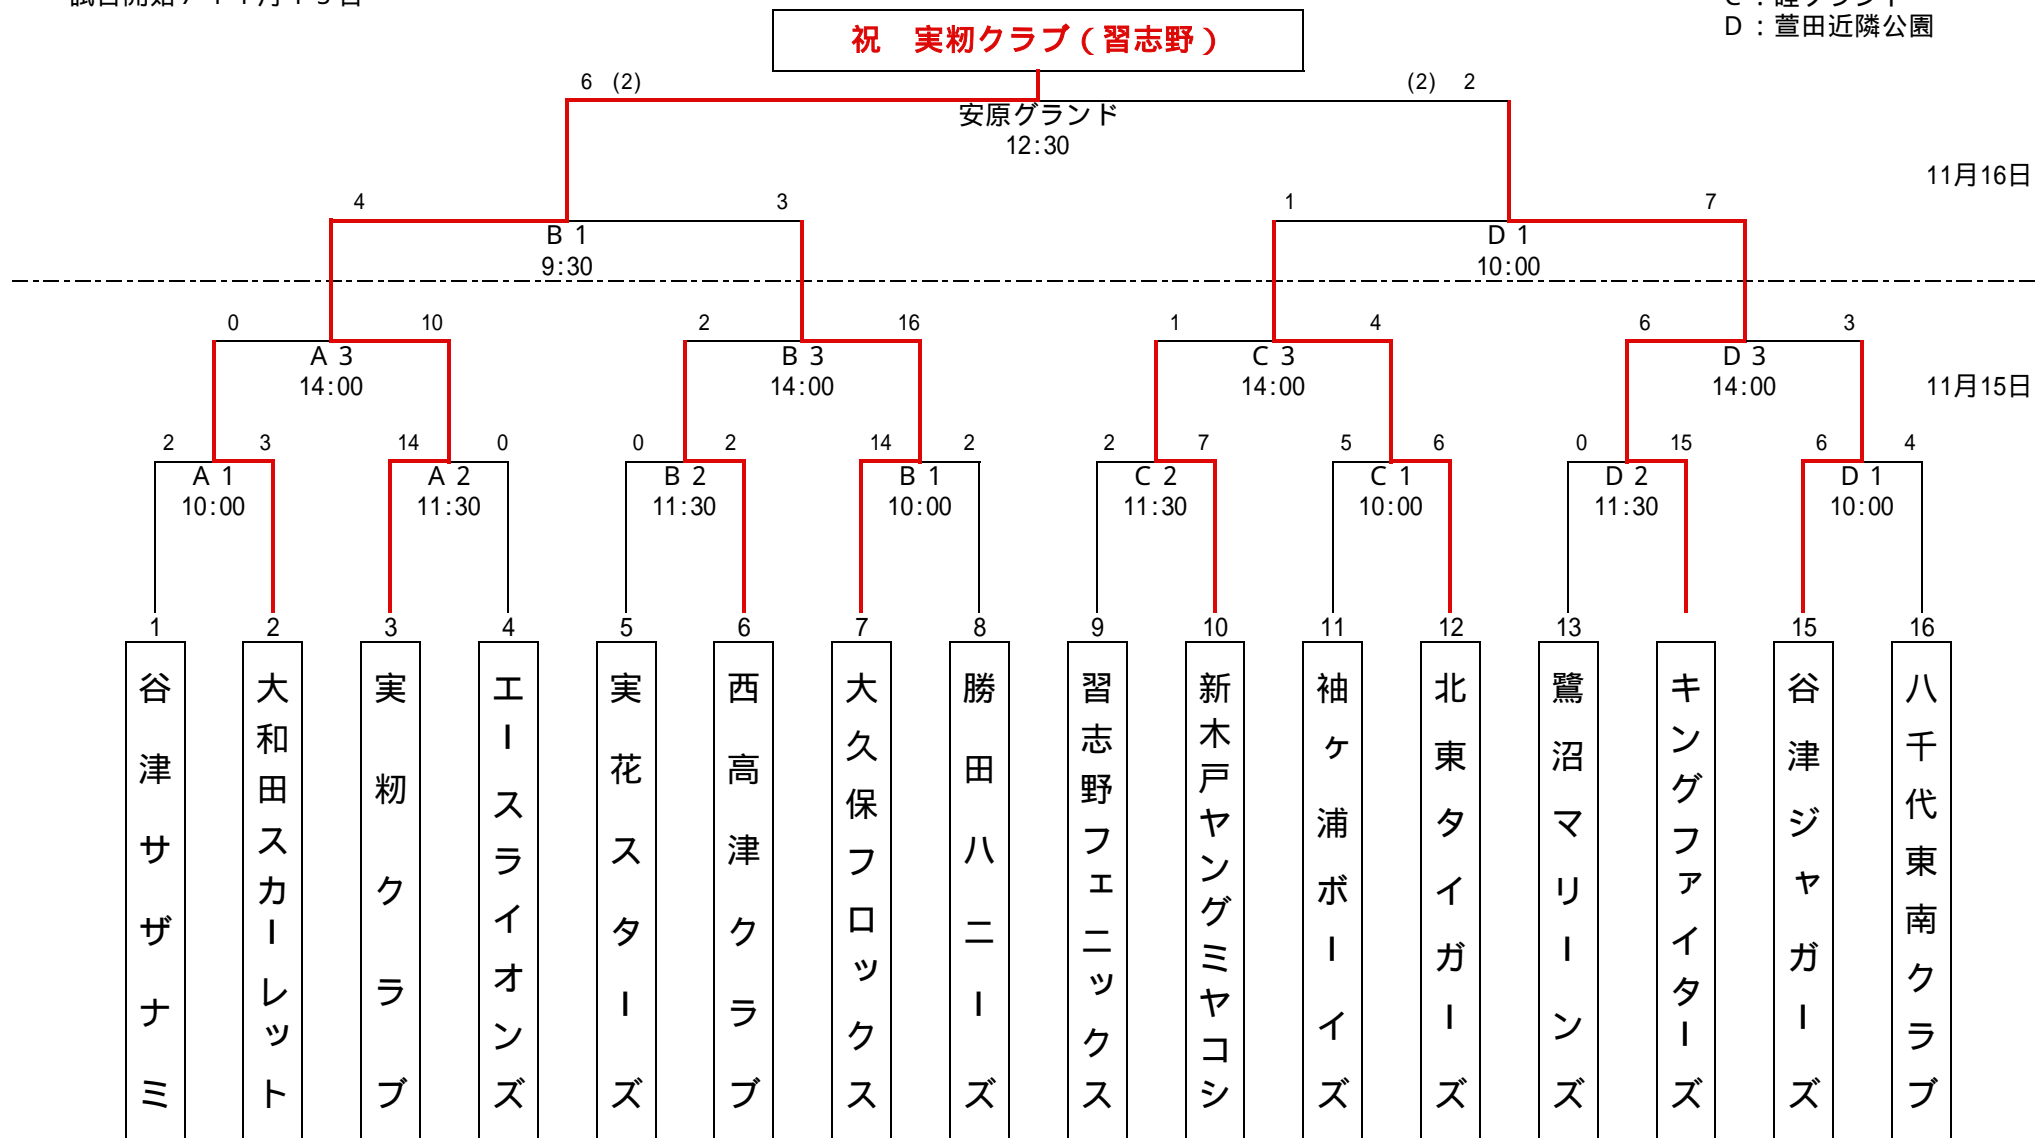 祝　実籾クラブ（習志野）
D：萱田近隣公園
6 (2)
(2) 2
安原グランド
12:30
11月16日
4 3 1 7
B 1 D 1
9:30 10:00
0 10 2 16 1 4 6 3
A 3 B 3 C 3 D 3
14:00 14:00 14:00 14:00
11月15日
2 3 14 0 0 2 14 2 2 7 5 6 0 15 6 4
A 1 A 2 B 2 B 1 C 2 C 1 D 2 D 1
10:00 11:30 11:30 10:00 11:30 10:00 11:30 10:00
1 2 3 4 5 6 7 8 9 10 11 12 13 15 16
谷津サザナミ
大和田スカーレット
実籾クラブ
エースライオンズ
実花スターズ
西高津クラブ
大久保フロックス
勝田ハニーズ
習志野フェニックス
新木戸ヤングミヤコシ
袖ヶ浦ボーイズ
北東タイガーズ
鷺沼マリーンズ
キングファイターズ
谷津ジャガーズ
八千代東南クラブ